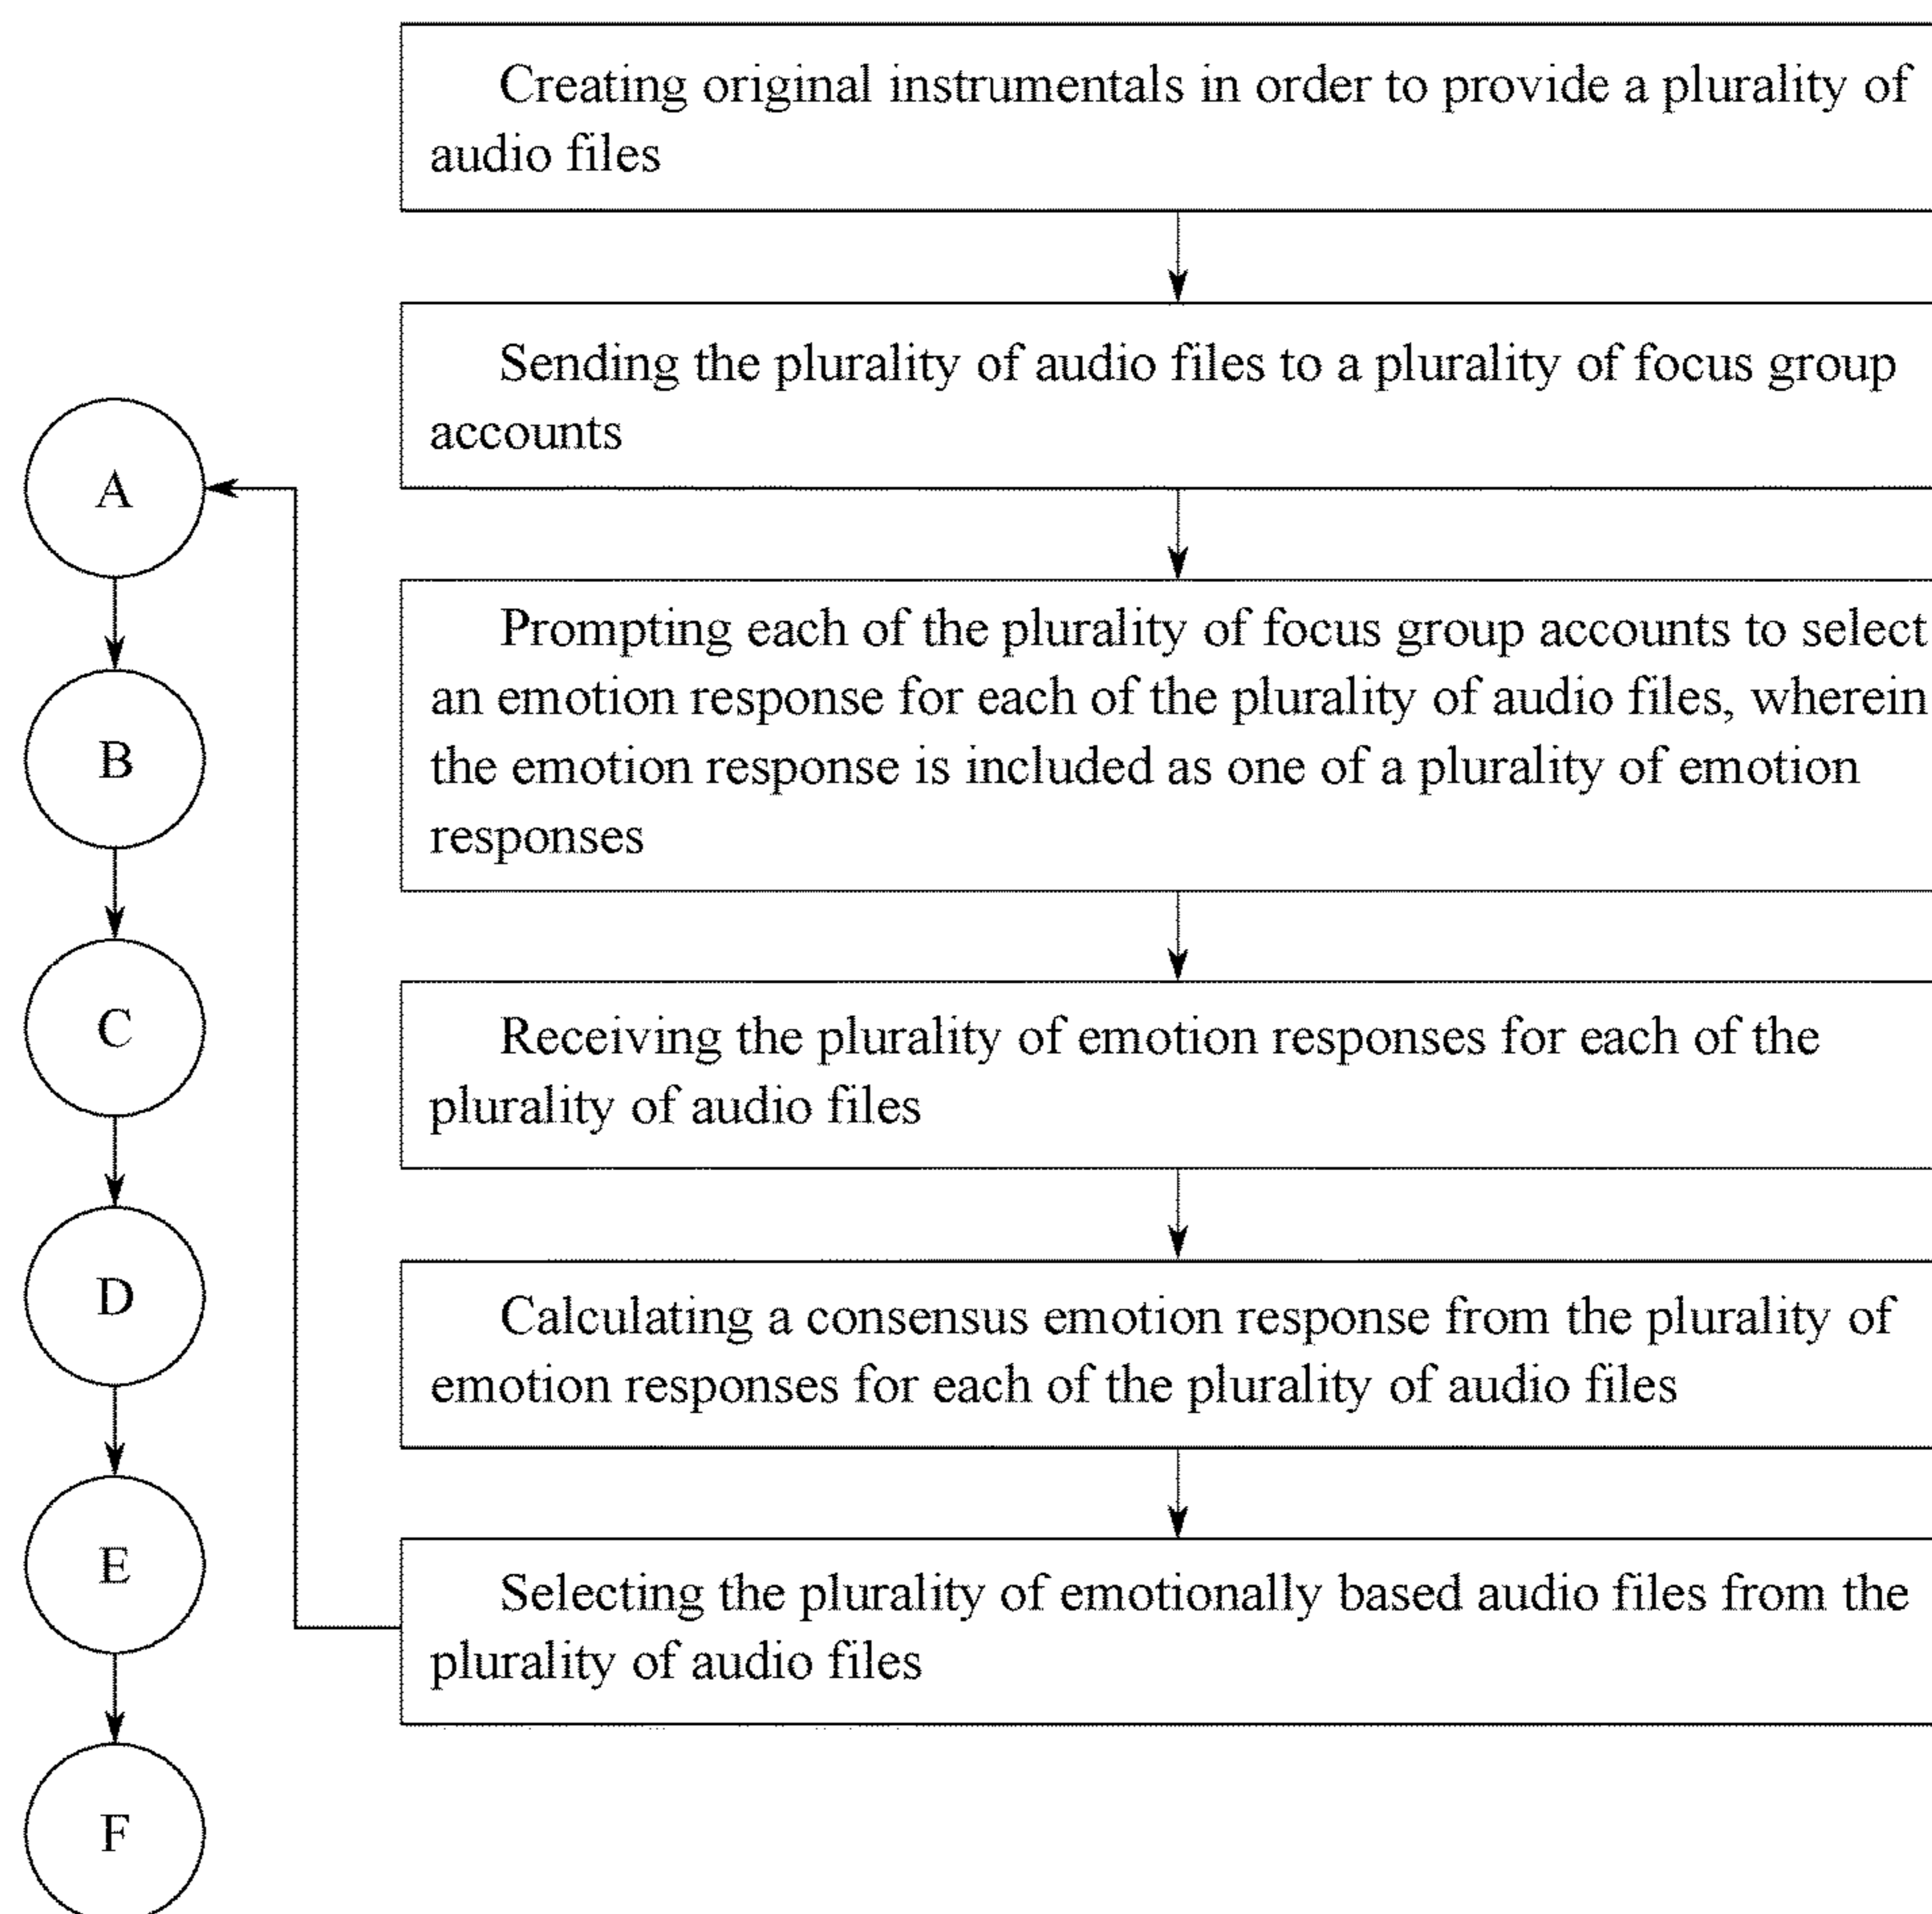 Creating original instrumentals in order to provide a plurality of
audio files
Sending the plurality of audio files to a plurality of focus group
accounts
Prompting each of the plurality of focus group accounts to select
an emotion response for each of the plurality of audio files, wherein
the emotion response is included as one of a plurality of emotion
responses
Receiving the plurality of emotion responses for each of the
plurality of audio files
Calculating a consensus emotion response from the plurality of
emotion responses for each of the plurality of audio files
Selecting the plurality of emotionally based audio files from the
plurality of audio files
A
B
C
D
E
F